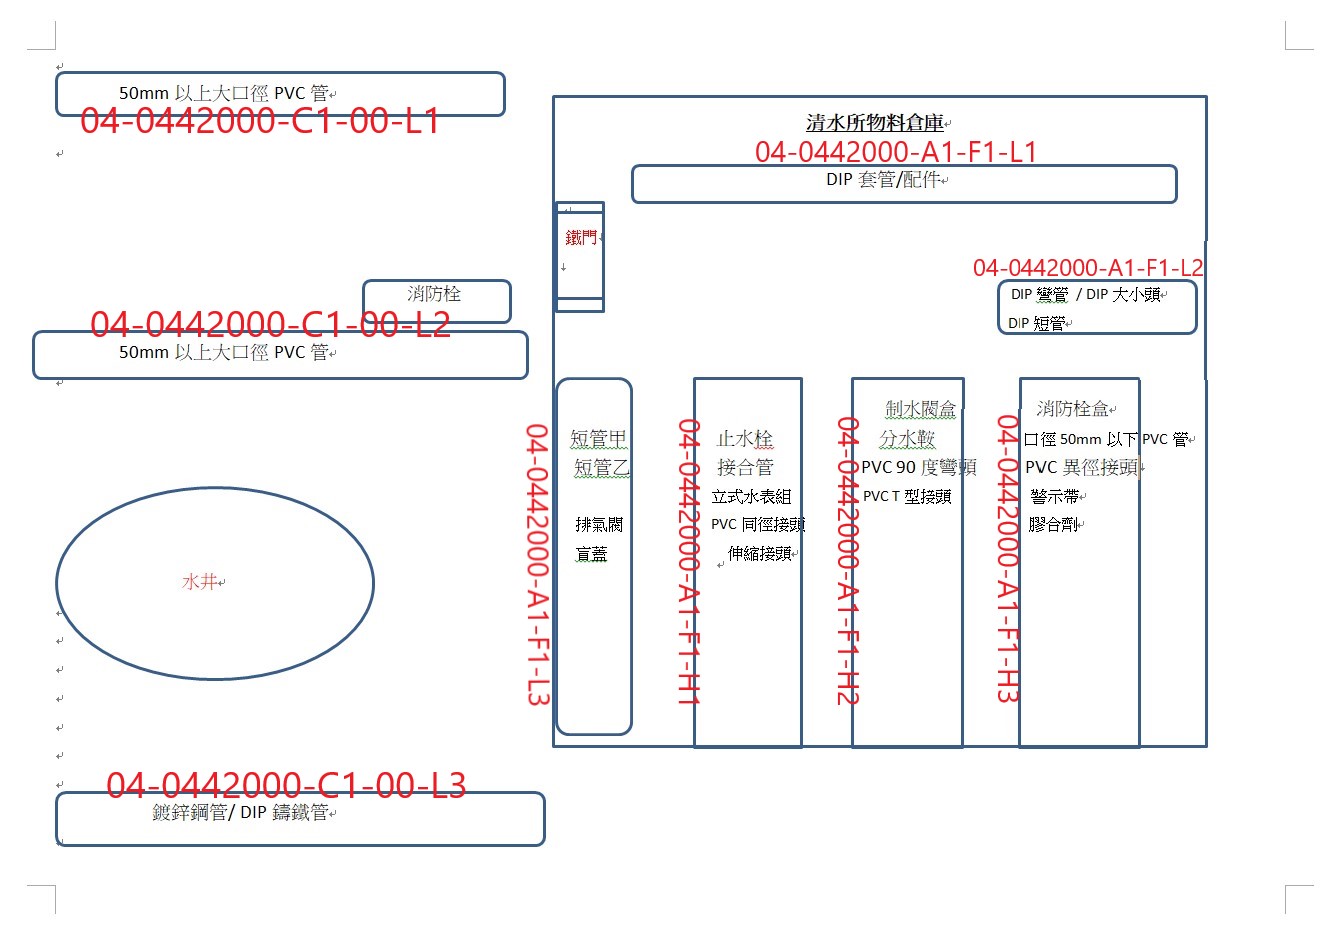 50mm 以上大口徑 PVC 管
04-0442000-C1-00-L1
消防栓
04-0442000-C1-00-L2
50mm 以上大口徑 PVC 管
水井
04-0442000-C1-00-L3
鍍鋅鋼管/ DIP 鑄鐵管
清水所物料倉庫
04-0442000-A1-F1-L1
DIP 套管/配件
鐵門
04-0442000-A1-F1-L2
DIP 彎管 / DIP 大小頭
DIP 短管
04-0442000-A1-F1-L3
短管甲
短管乙
排氣閥
盲蓋
04-0442000-A1-F1-H1
止水栓
接合管
立式水表組
PVC 同徑接頭
伸縮接頭
04-0442000-A1-F1-H2
制水閥盒
分水鞍
PVC 90 度彎頭
PVC T 型接頭
04-0442000-A1-F1-H3
消防栓盒
口徑 50mm 以下 PVC 管
PVC 異徑接頭
警示帶
膠合劑